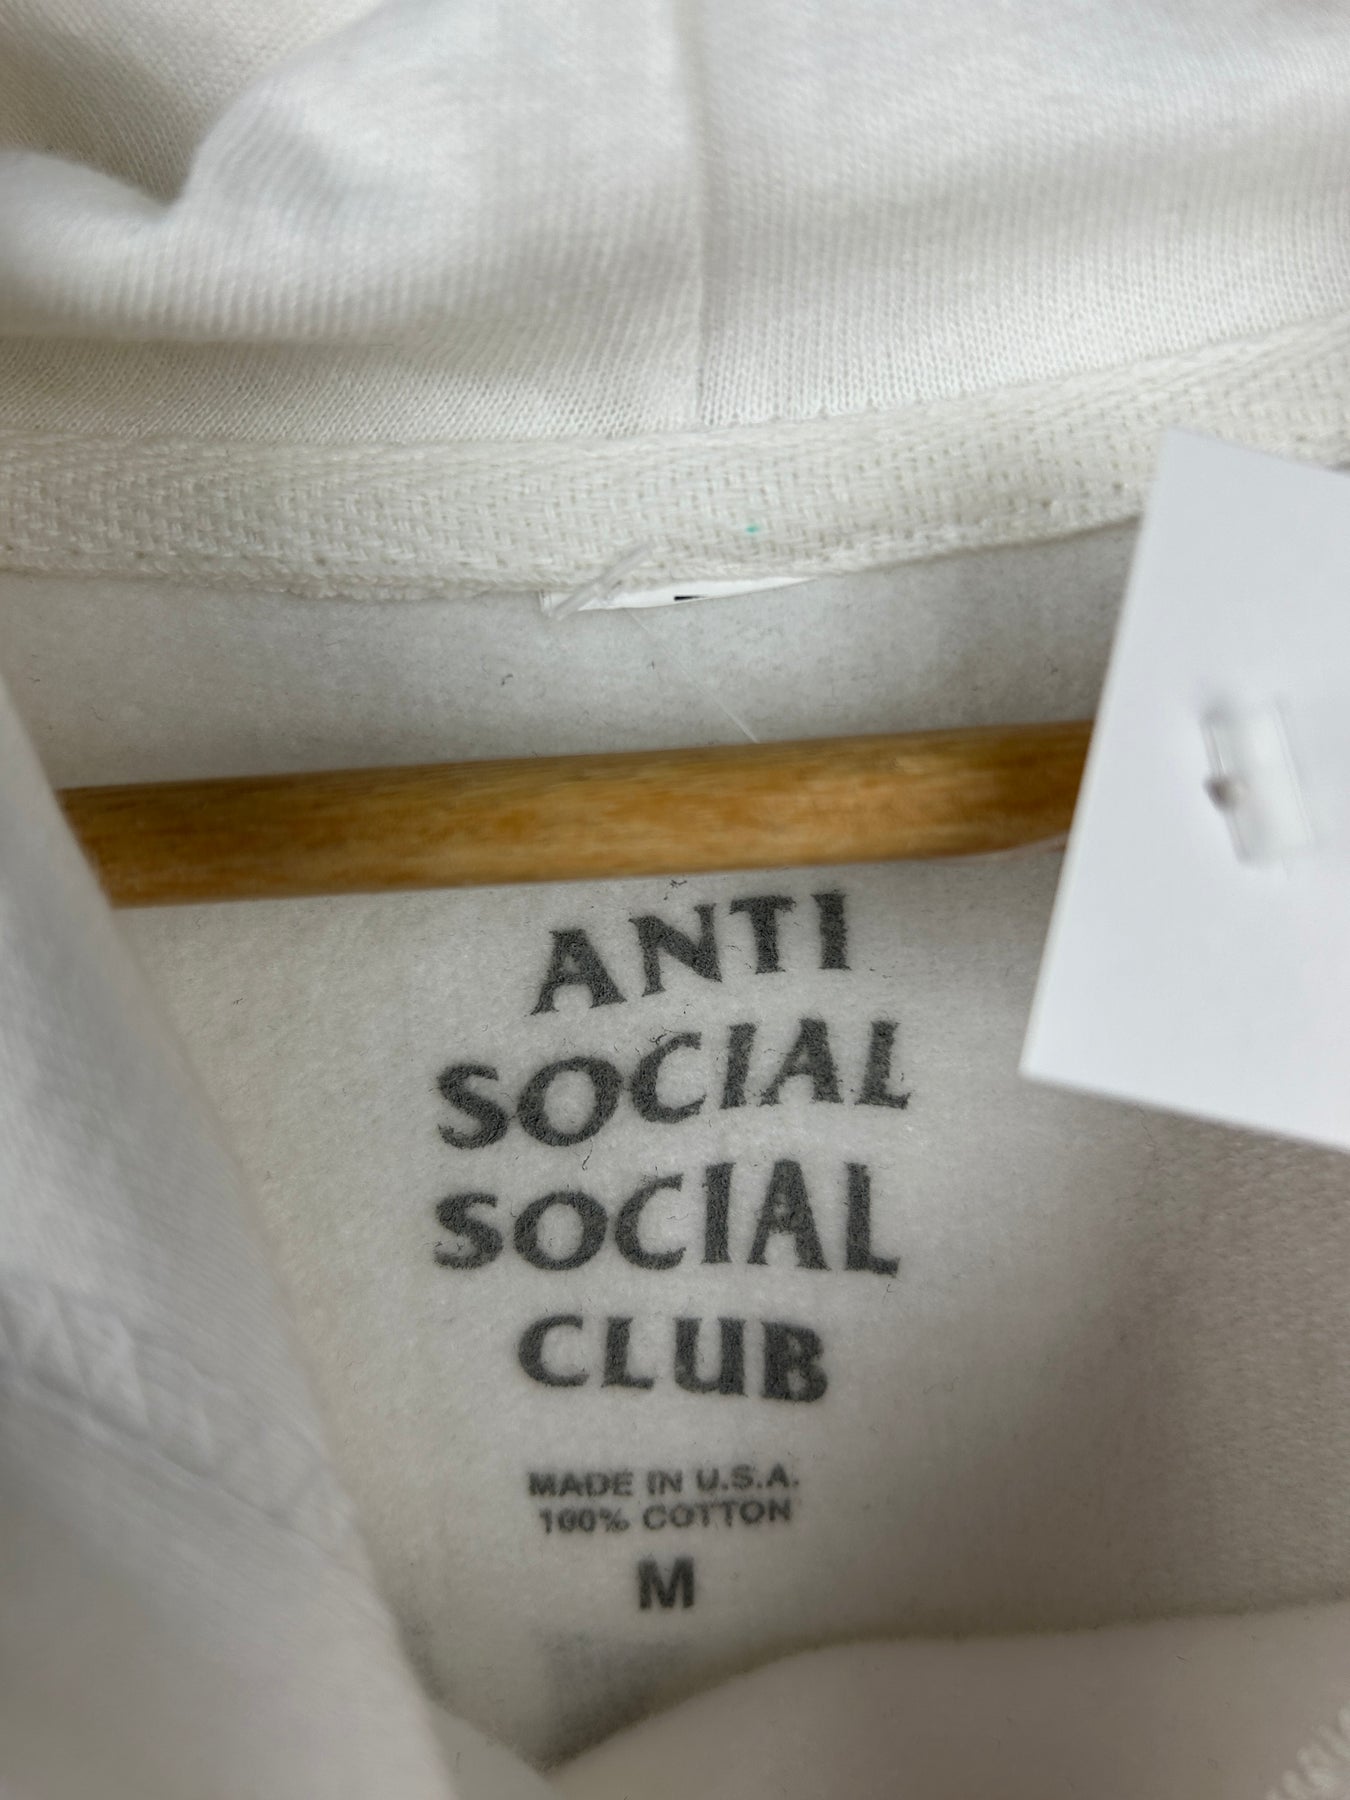 ANTI
SOCIAL
SOCIAL
CLUB
MADE IN U.S.A.
100% COTTON
M